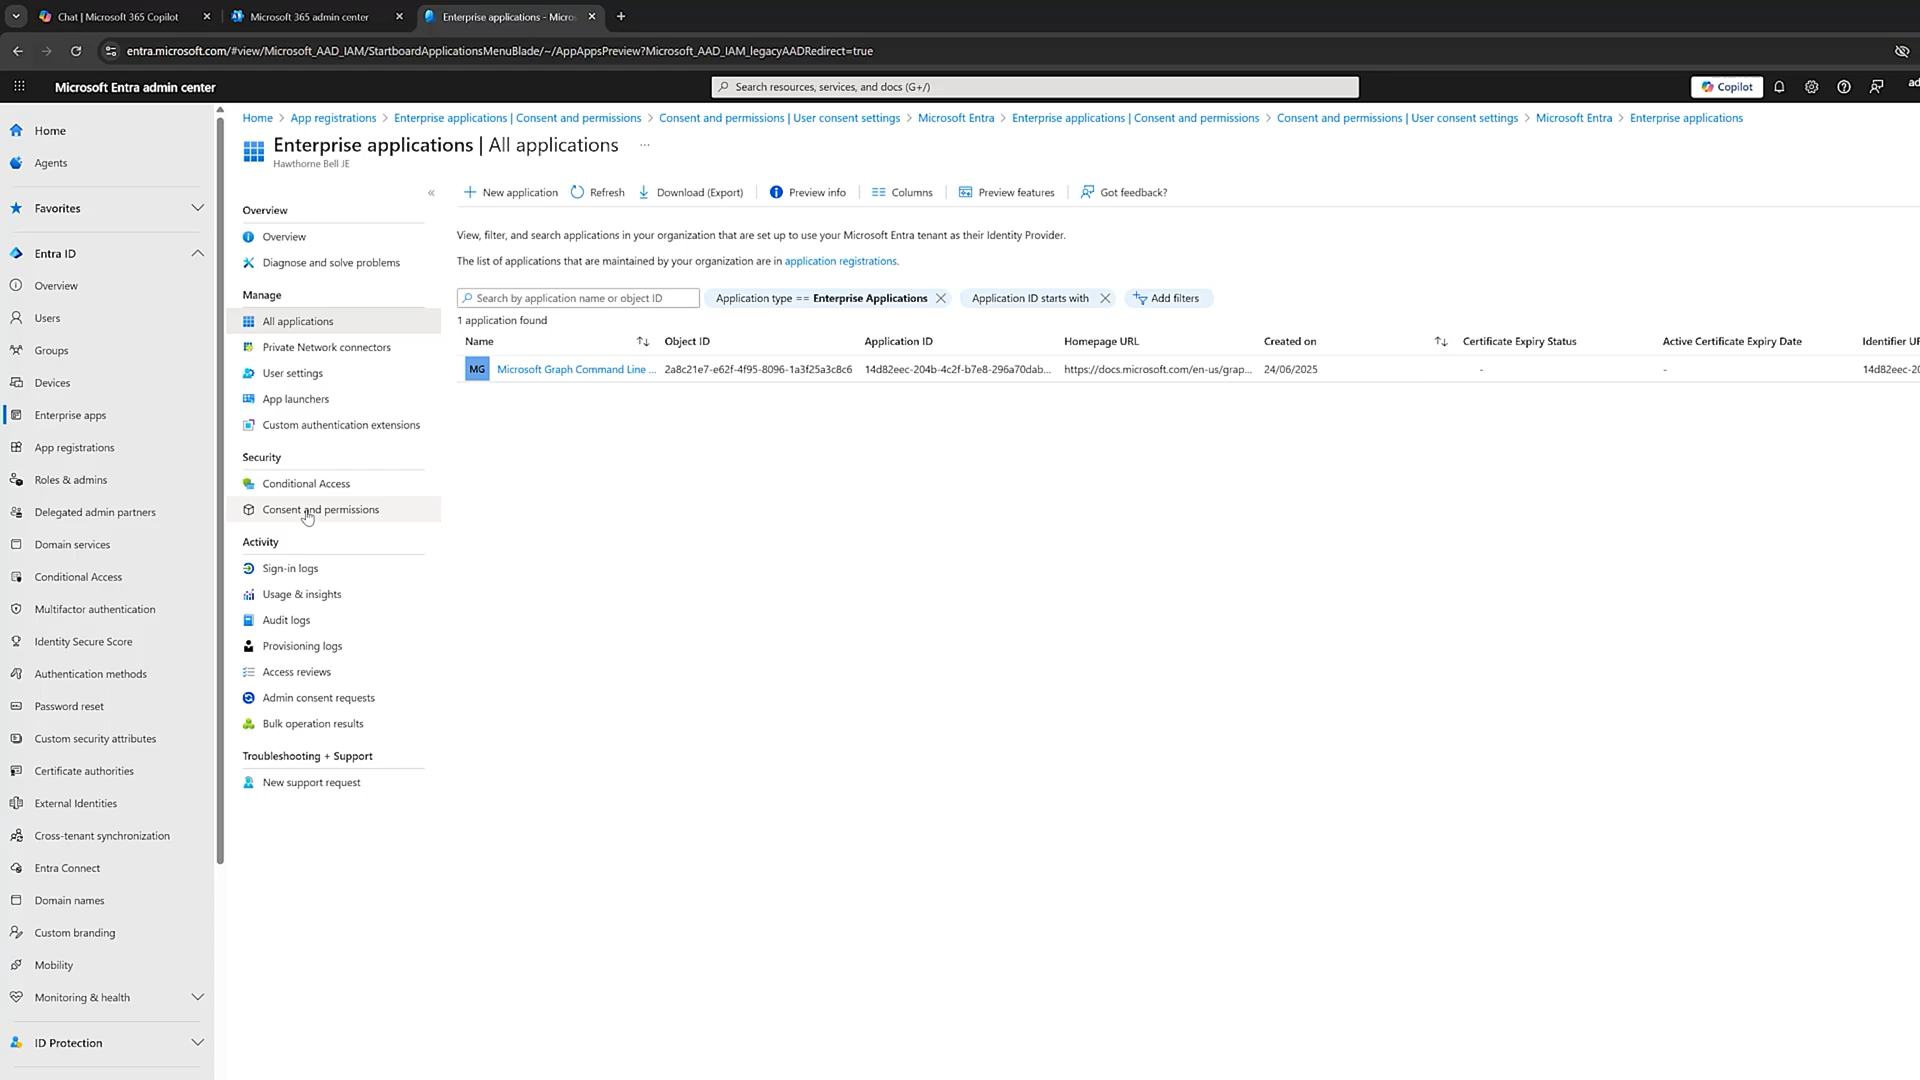 Chat | Microsoft 365 Copilot
Microsoft 365 admin center
Enterprise applications - Micros
entra.microsoft.com/#view/Microsoft_AAD_IAM/StartboardApplicationsMenuBlade/~/AppAppsPreview?Microsoft_AAD_IAM_legacyAADRedirect=true
Microsoft Entra admin center
Search resources, services, and docs (G+/)
Copilot
Home > App registrations > Enterprise applications | Consent and permissions > Consent and permissions | User consent settings > Microsoft Entra > Enterprise applications | Consent and permissions > Consent and permissions | User consent settings > Microsoft Entra > Enterprise applications
Enterprise applications | All applications ...
Hawthorne Bell JE
Home
Agents
Favorites
Entra ID
Overview
Users
Groups
Devices
Enterprise apps
App registrations
Roles & admins
Delegated admin partners
Domain services
Conditional Access
Multifactor authentication
Identity Secure Score
Authentication methods
Password reset
Custom security attributes
Certificate authorities
External Identities
Cross-tenant synchronization
Entra Connect
Domain names
Custom branding
Mobility
Monitoring & health
ID Protection
Overview
Overview
Diagnose and solve problems
Manage
All applications
Private Network connectors
User settings
App launchers
Custom authentication extensions
Security
Conditional Access
Consent and permissions
Activity
Sign-in logs
Usage & insights
Audit logs
Provisioning logs
Access reviews
Admin consent requests
Bulk operation results
Troubleshooting + Support
New support request
New application Refresh Download (Export) Preview info Columns Preview features Got feedback?
View, filter, and search applications in your organization that are set up to use your Microsoft Entra tenant as their Identity Provider.
The list of applications that are maintained by your organization are in application registrations.
Search by application name or object ID Application type == Enterprise Applications Application ID starts with Add filters
1 application found
Name Object ID Application ID Homepage URL Created on Certificate Expiry Status Active Certificate Expiry Date Identifier UR
MG Microsoft Graph Command Line ... 2a8c21e7-e62f-4f95-8096-1a3f25a3c8c6 14d82eec-204b-4c2f-b7e8-296a70dab... https://docs.microsoft.com/en-us/grap... 24/06/2025 - - 14d82eec-20